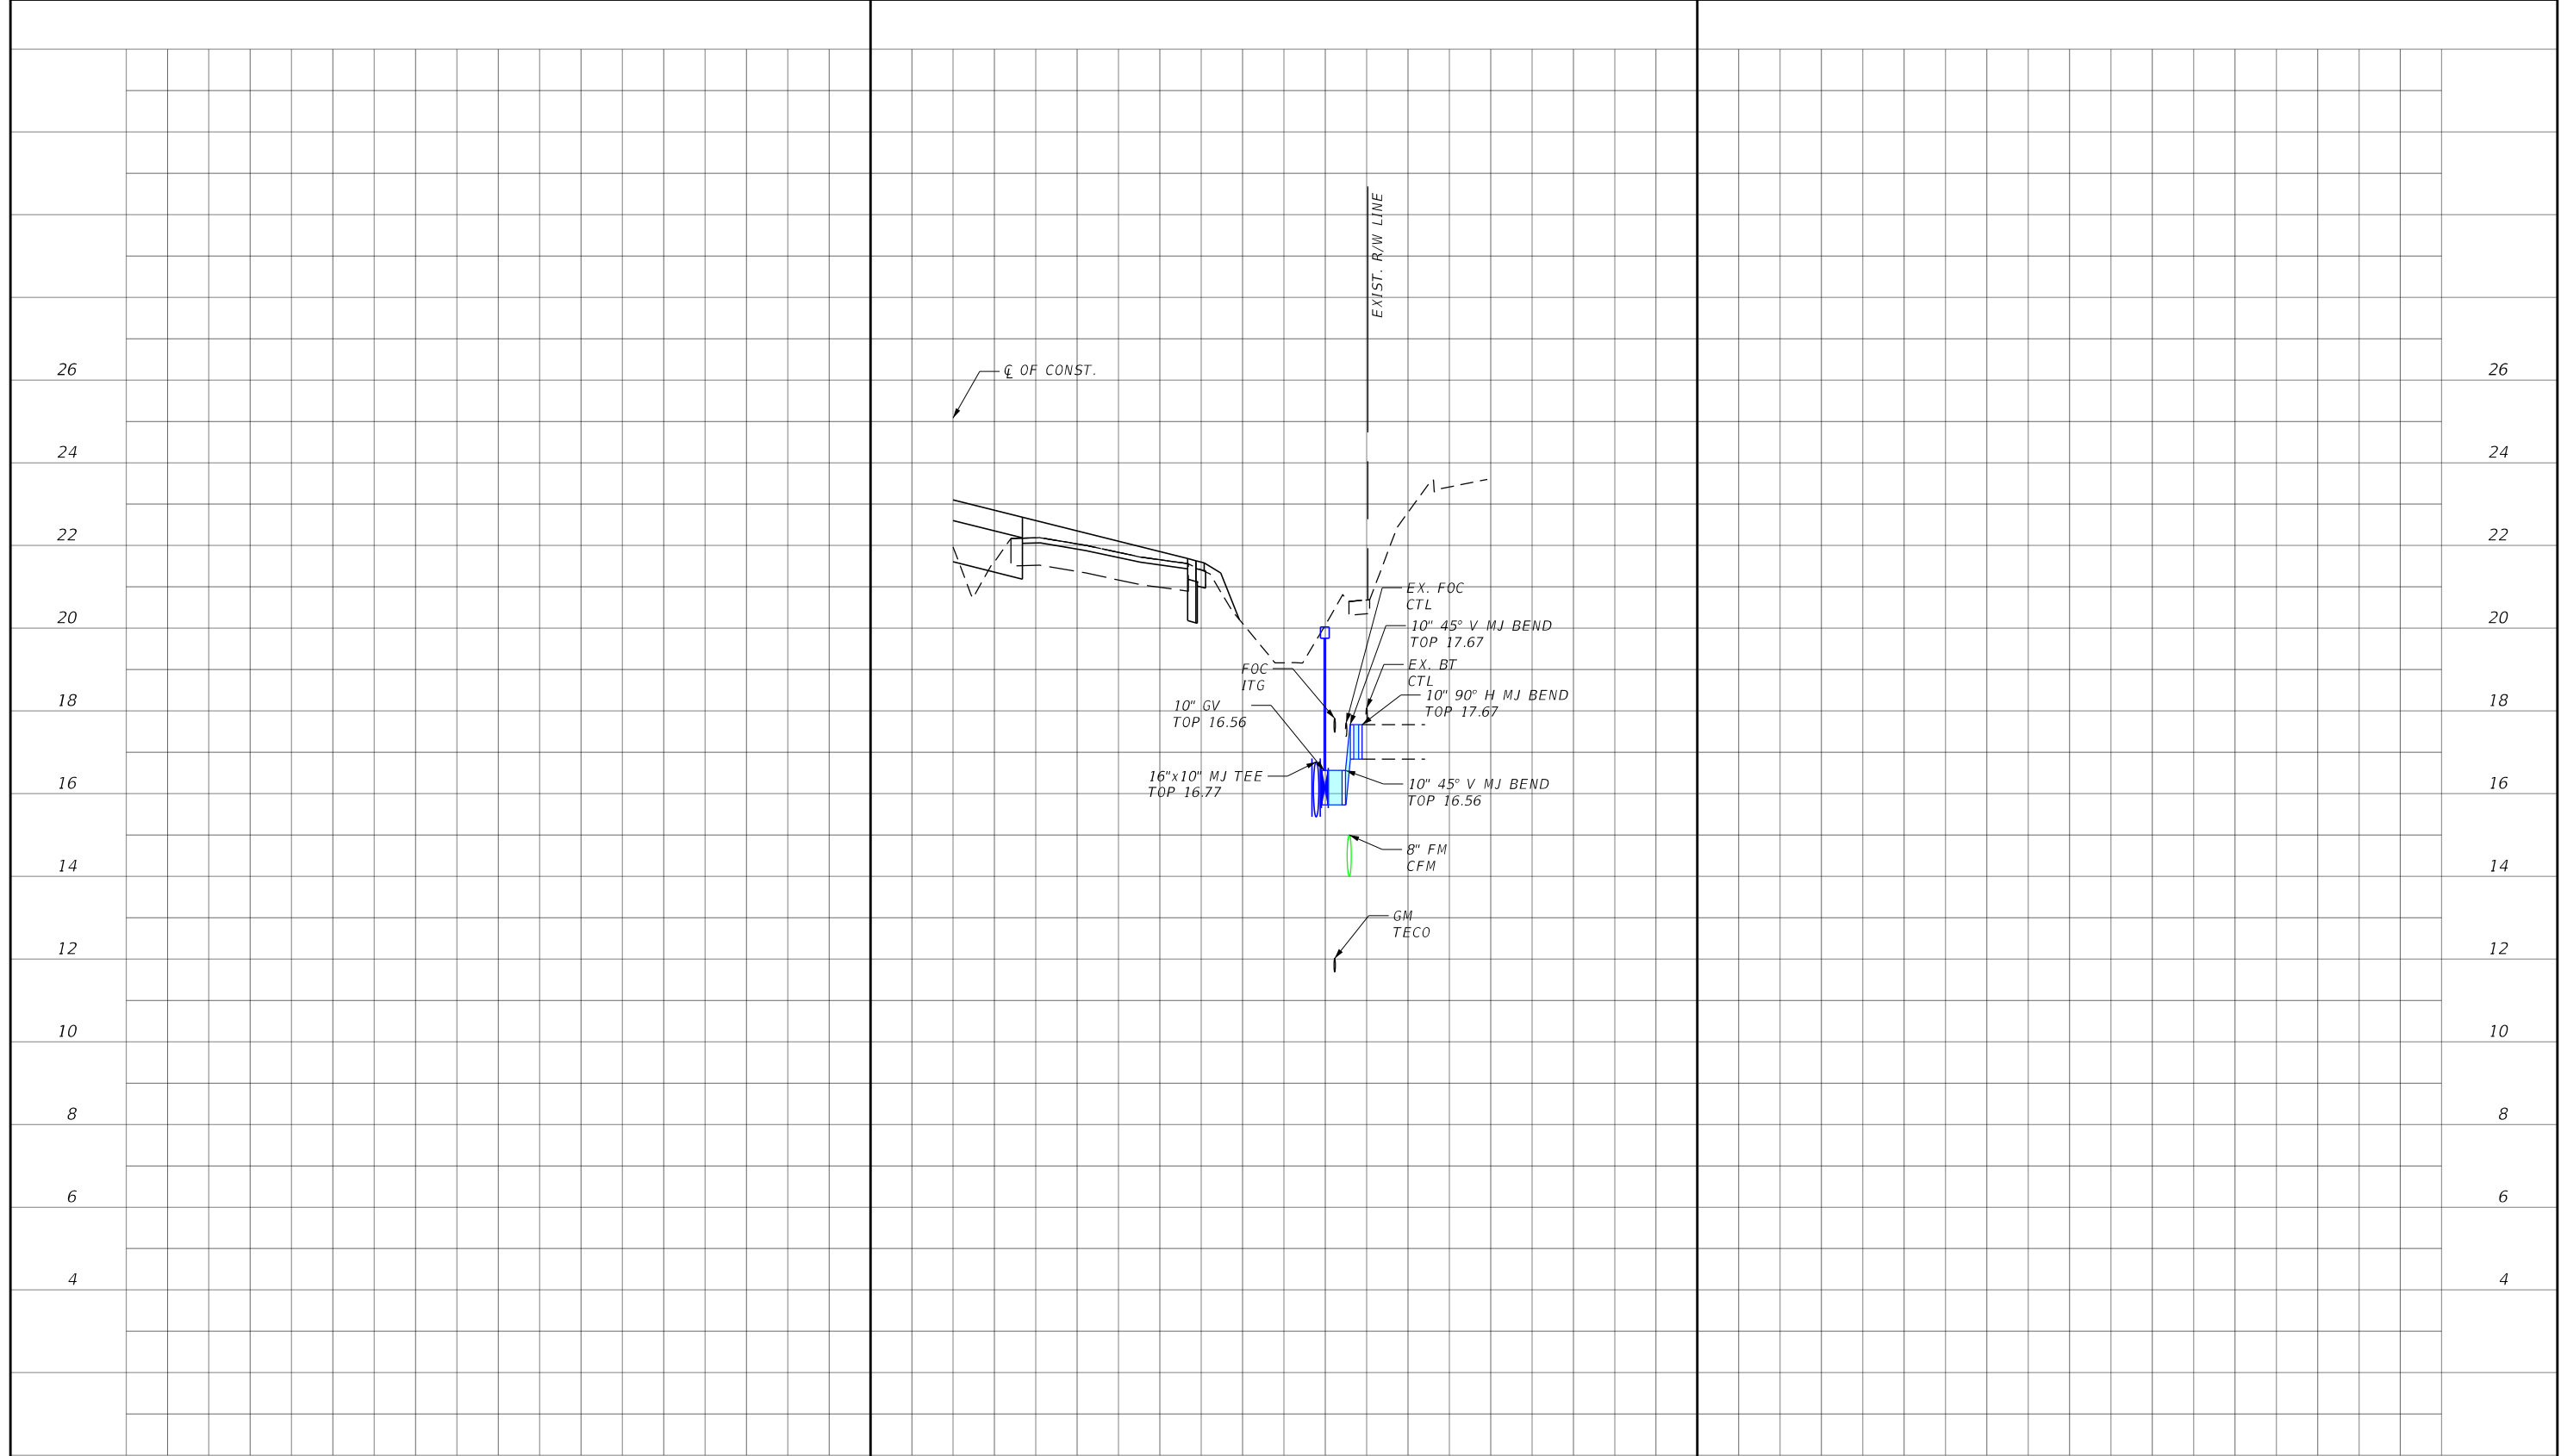 EXIST. R/W LINE
26
℄ OF CONST.
26
24
24
22
22
EX. FOC
CTL
20
10" 45° V MJ BEND
TOP 17.67
20
FOC
ITG
EX. BT
CTL
18
10" GV
TOP 16.56
10" 90° H MJ BEND
TOP 17.67
18
16
16"x10" MJ TEE
TOP 16.77
10" 45° V MJ BEND
TOP 16.56
16
14
8" FM
CFM
14
GM
TECO
12
12
10
10
8
8
6
6
4
4